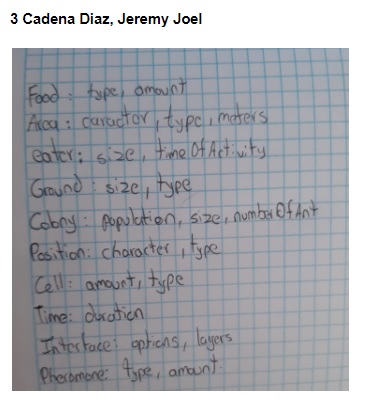 3 Cadena Diaz, Jeremy Joel
Food: type, amount
Area: caractor, type, meters
eater: size, time Of Activity
Ground: size, type
Colony: population, size, number Of Ant
Position: character, type
Cell: amount, type
Time: duration
Interface: options, layers
Pheromone: type, amount.